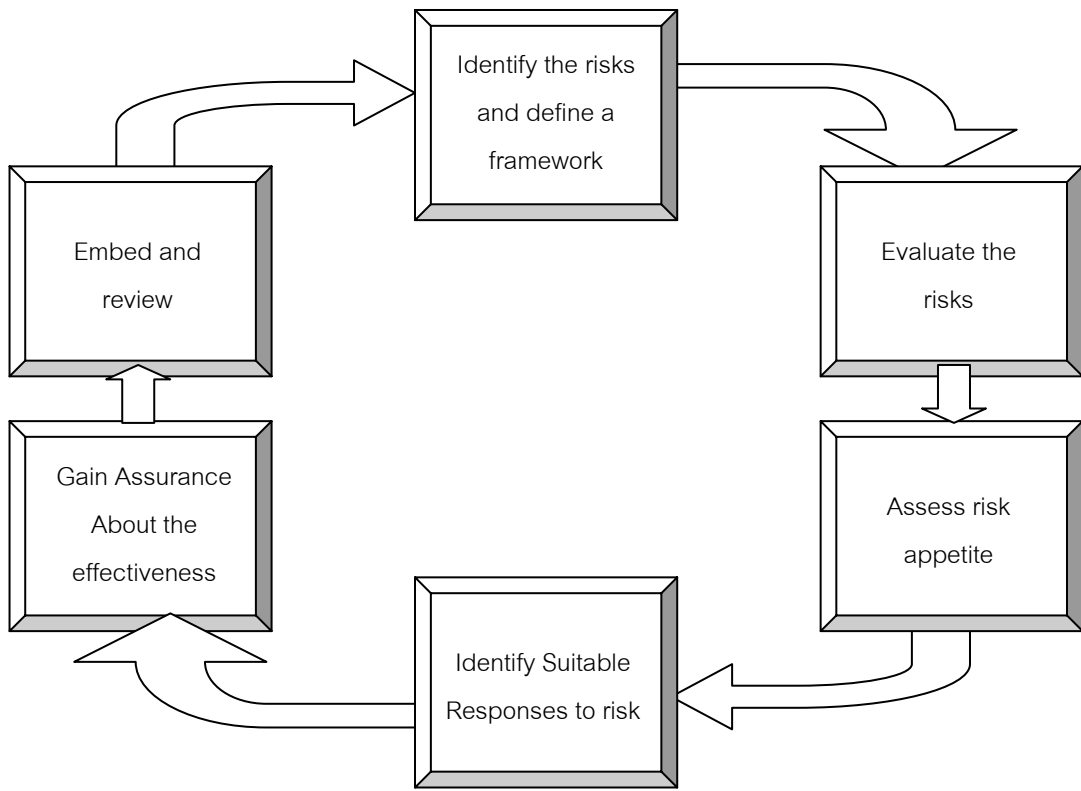 Identify the risks
and define a
framework
Evaluate the
risks
Assess risk
appetite
Identify Suitable
Responses to risk
Gain Assurance
About the
effectiveness
Embed and
review